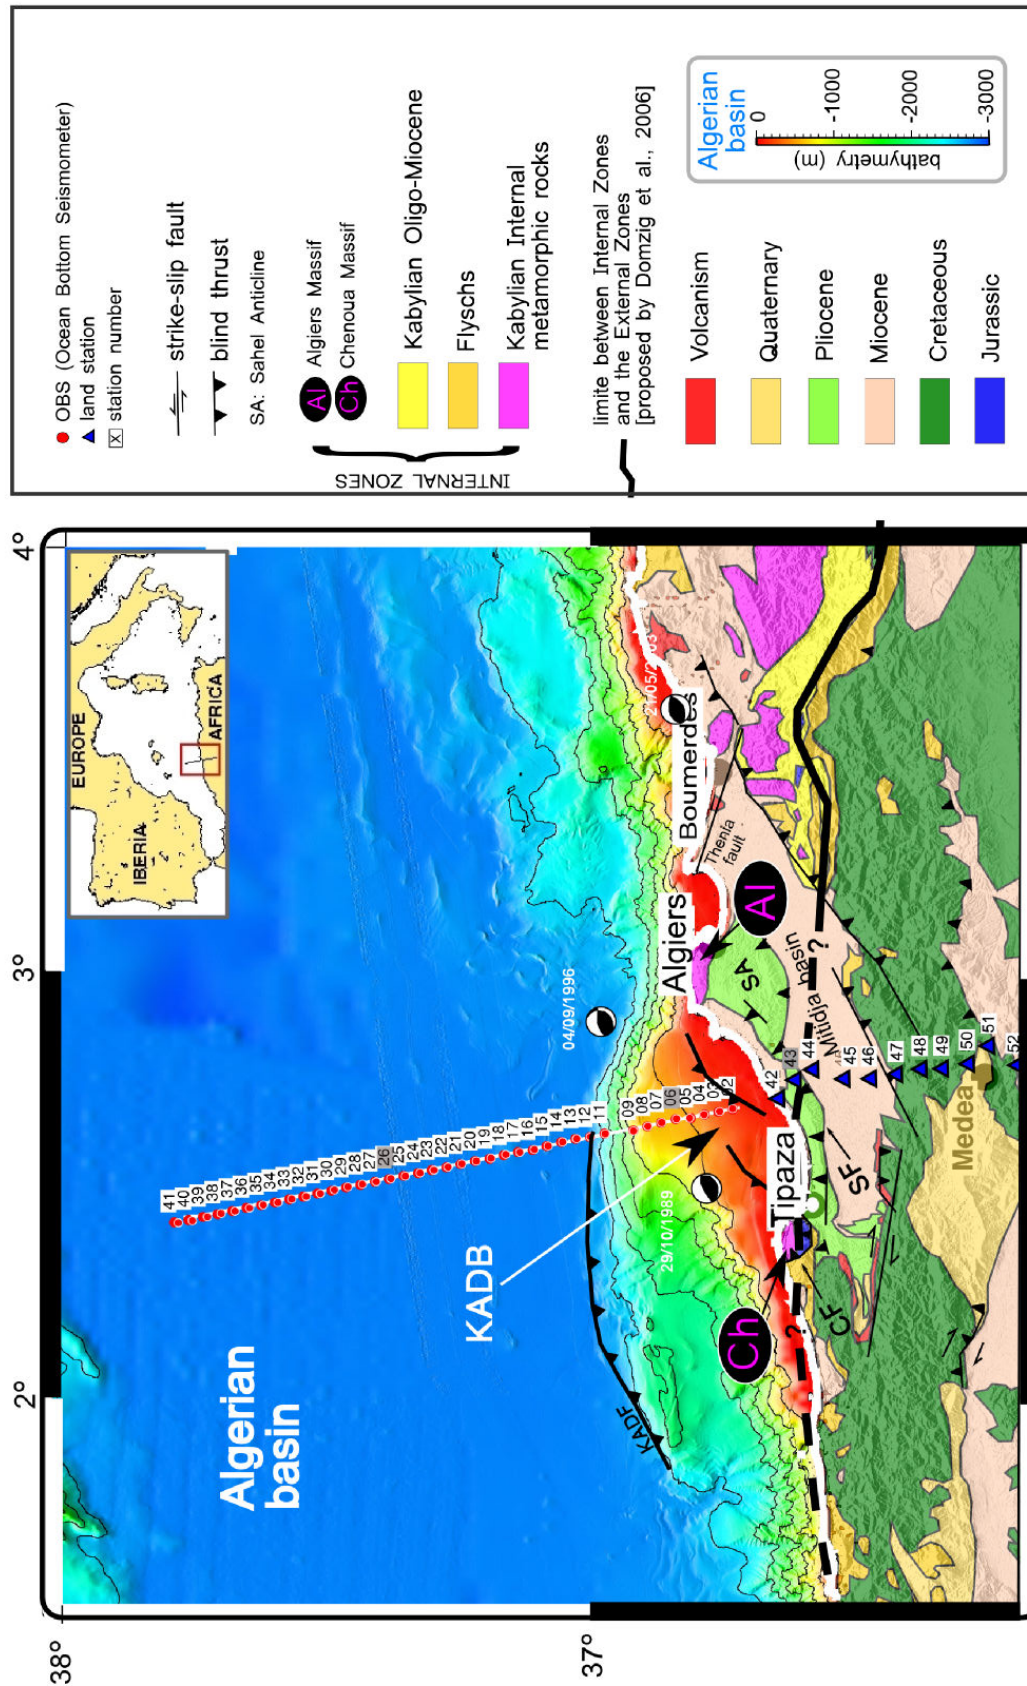 38°
37°
2°
3°
4°
EUROPE
IBERIA
AFRICA
Algerian
basin
KADB
KADF
04/09/1996
29/10/1989
21/05/2003
41
40
39
38
37
36
35
34
33
32
31
30
29
28
27
26
25
24
23
22
21
20
19
18
17
16
15
14
13
12
11
09
08
07
06
05
04
03
02
42
43
44
45
46
47
48
49
50
51
52
Algiers
Boumerdes
Tipaza
Thenia
fault
Al
Ch
SA
Mitidja basin
SF
CF
Medea
?
?
OBS (Ocean Bottom Seismometer)
land station
x station number
strike-slip fault
blind thrust
SA: Sahel Anticline
Al Algiers Massif
Ch Chenoua Massif
INTERNAL ZONES
Kabylian Oligo-Miocene
Flyschs
Kabylian Internal
metamorphic rocks
limite between Internal Zones
and the External Zones
[proposed by Domzig et al., 2006]
Volcanism
Quaternary
Pliocene
Miocene
Cretaceous
Jurassic
Algerian
basin
0
-1000
-2000
-3000
bathymetry (m)